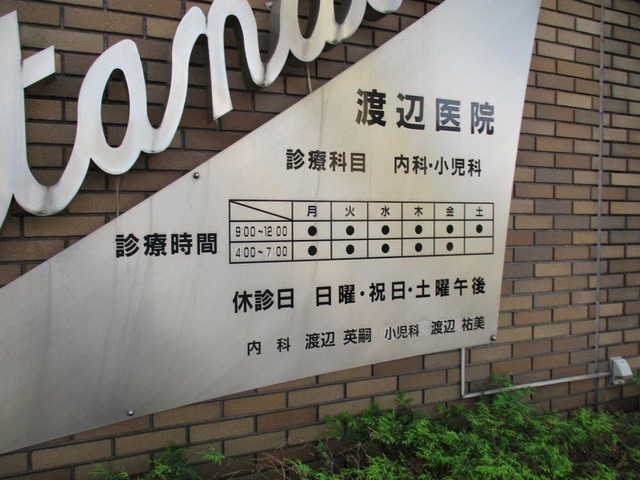 tana
渡辺医院
診療科目 内科・小児科
診療時間
月 火 水 木 金 土
9:00~12:00 ● ● ● ● ● ●
4:00~7:00 ● ● ● ● ●
休診日 日曜・祝日・土曜午後
内科 渡辺 英嗣 小児科 渡辺 祐美